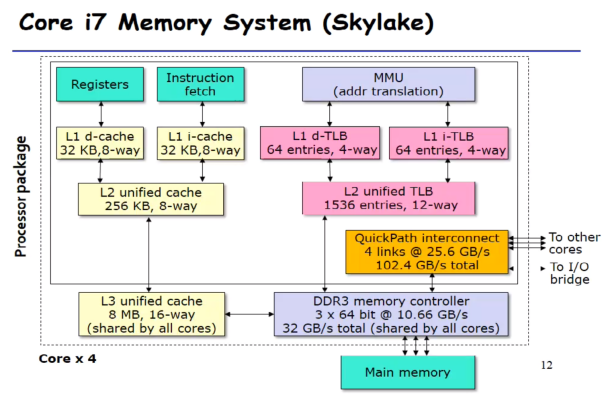 Core i7 Memory System (Skylake)
Processor package
Registers
Instruction
fetch
MMU
(addr translation)
L1 d-cache
32 KB,8-way
L1 i-cache
32 KB,8-way
L1 d-TLB
64 entries, 4-way
L1 i-TLB
64 entries, 4-way
L2 unified cache
256 KB, 8-way
L2 unified TLB
1536 entries, 12-way
QuickPath interconnect
4 links @ 25.6 GB/s
102.4 GB/s total
To other
cores
To I/O
bridge
L3 unified cache
8 MB, 16-way
(shared by all cores)
DDR3 memory controller
3 x 64 bit @ 10.66 GB/s
32 GB/s total (shared by all cores)
Core x 4
Main memory
12